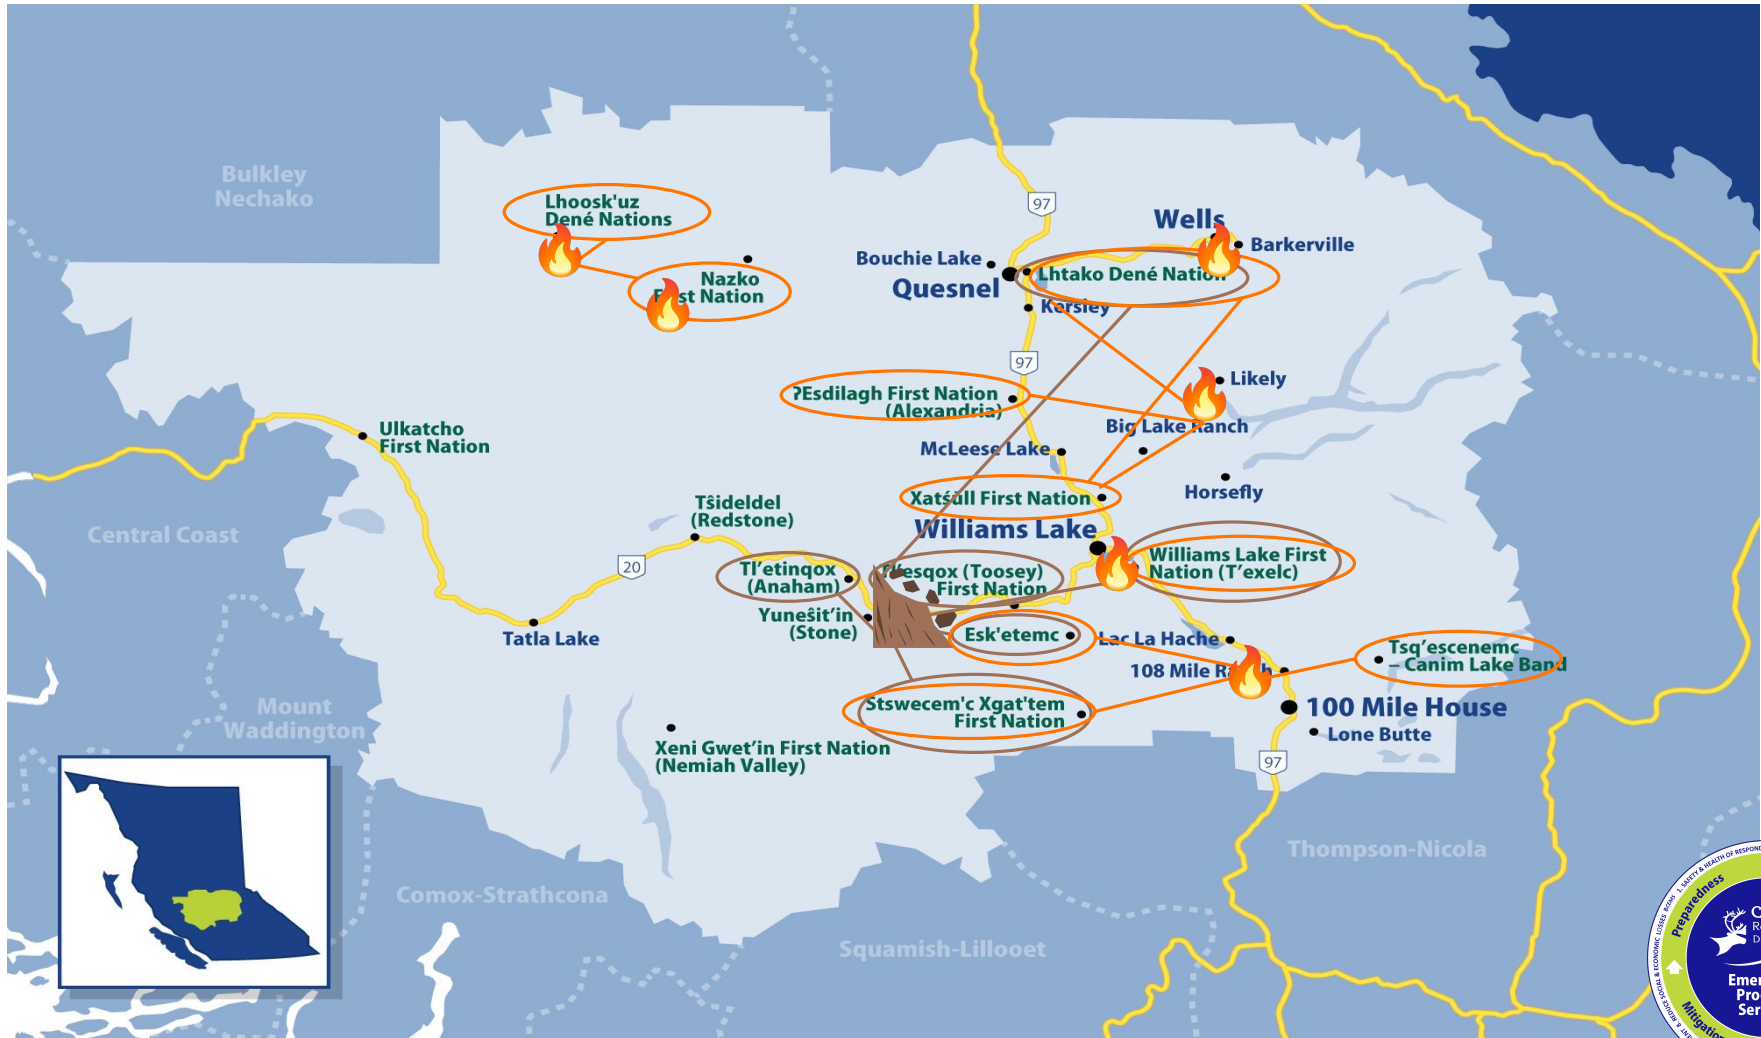 Bulkley
Nechako
Lhoosk'uz
Dené Nations
Nazko
First Nation
97
Wells
Barkerville
Bouchie Lake
Quesnel
Lhtako Dené Nation
Kersley
97
Likely
ʔEsdilagh First Nation
(Alexandria)
Big Lake Ranch
Ulkatcho
First Nation
McLeese Lake
Horsefly
Xatśūll First Nation
Tŝideldel
(Redstone)
Williams Lake
Central Coast
20
Tl'etinqox
(Anaham)
(Toosey)
First Nation
Williams Lake First
Nation (T'exelc)
Yuneŝit'in
(Stone)
Esk'etemc
Tatla Lake
Lac La Hache
108 Mile
Tsq'escenemc
– Canim Lake Band
Stswecem'c Xgat'tem
First Nation
100 Mile House
Lone Butte
Mount
Waddington
Xeni Gwet'in First Nation
(Nemiah Valley)
97
Thompson-Nicola
Comox-Strathcona
Squamish-Lillooet
Preparedness
Mitigation